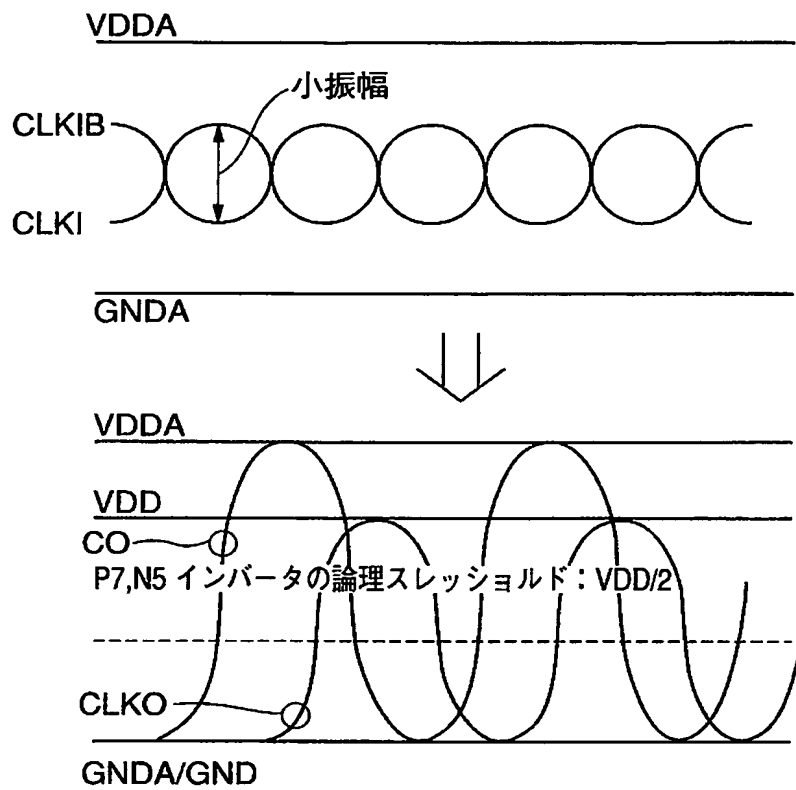 VDDA
小振幅
CLKIB
CLKI
GNDA
VDDA
VDD
CO
P7,N5 インバータの論理スレッショルド：VDD/2
CLKO
GNDA/GND